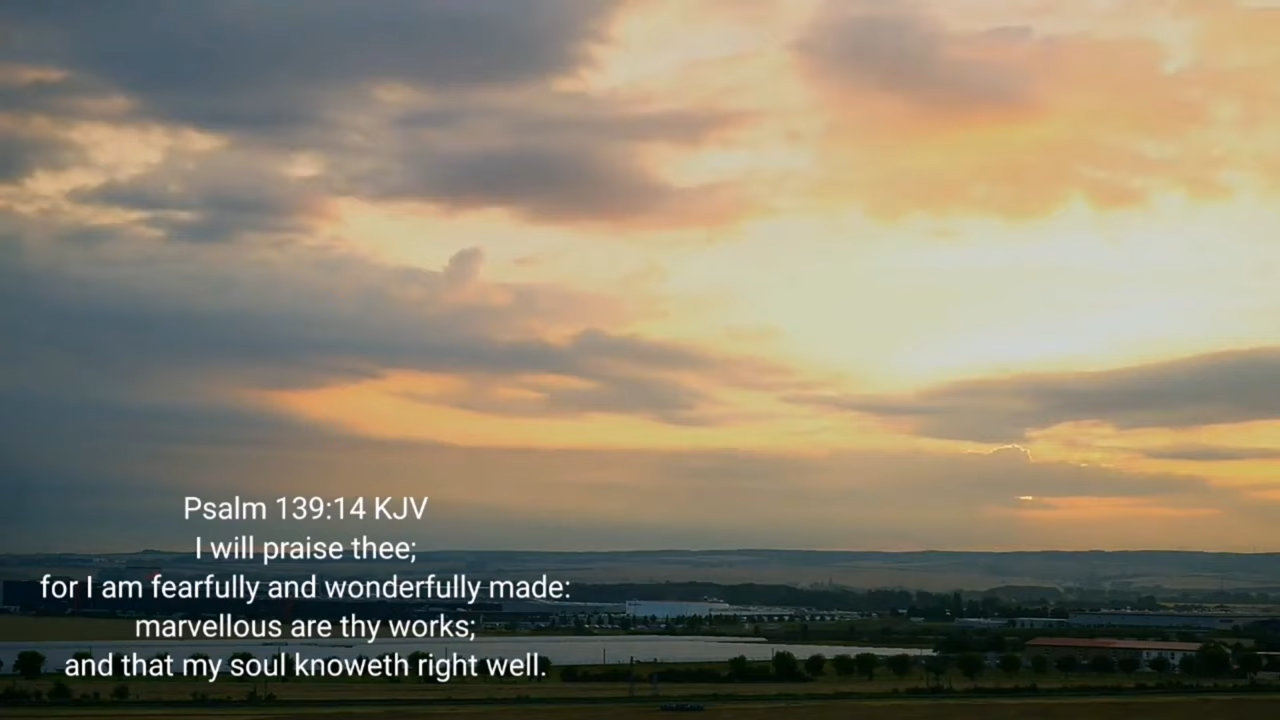 Psalm 139:14 KJV
I will praise thee;
for I am fearfully and wonderfully made:
marvellous are thy works;
and that my soul knoweth right well.